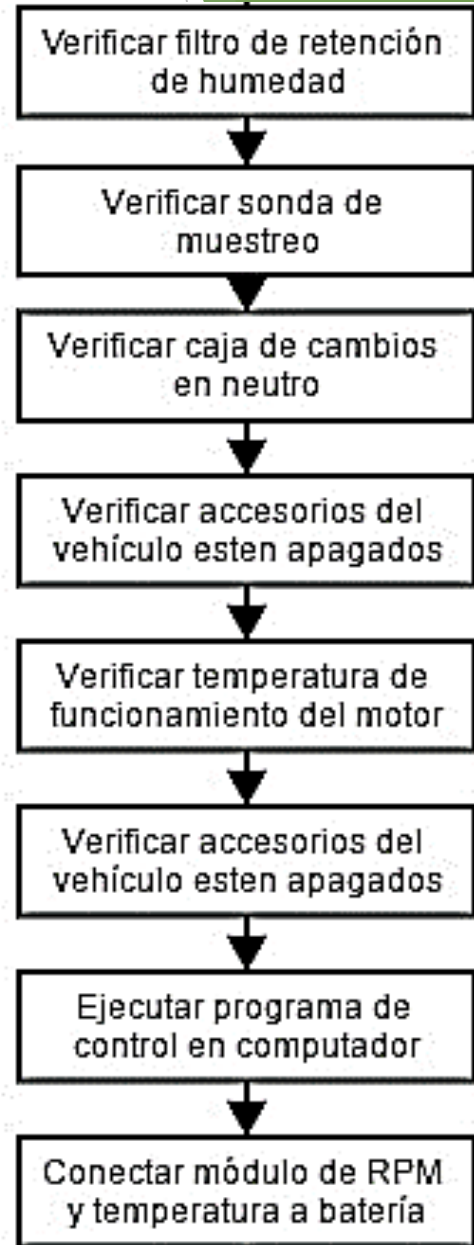 Verificar filtro de retención
de humedad
Verificar sonda de
muestreo
Verificar caja de cambios
en neutro
Verificar accesorios del
vehículo esten apagados
Verificar temperatura de
funcionamiento del motor
Verificar accesorios del
vehículo esten apagados
Ejecutar programa de
control en computador
Conectar módulo de RPM
y temperatura a batería